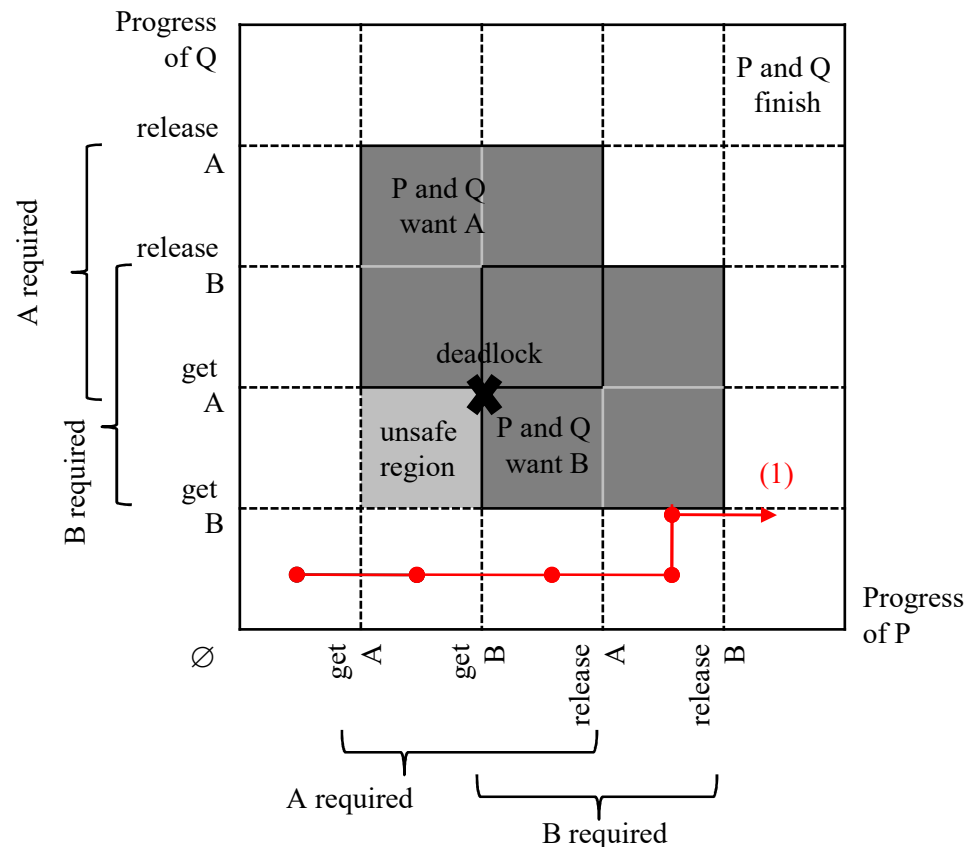 Progress
of Q
P and Q
finish
release
A
P and Q
want A
A required
release
B
deadlock
get
A
unsafe
region
P and Q
want B
B required
get
B
(1)
Progress
of P
∅
get
A
get
B
release
A
release
B
A required
B required